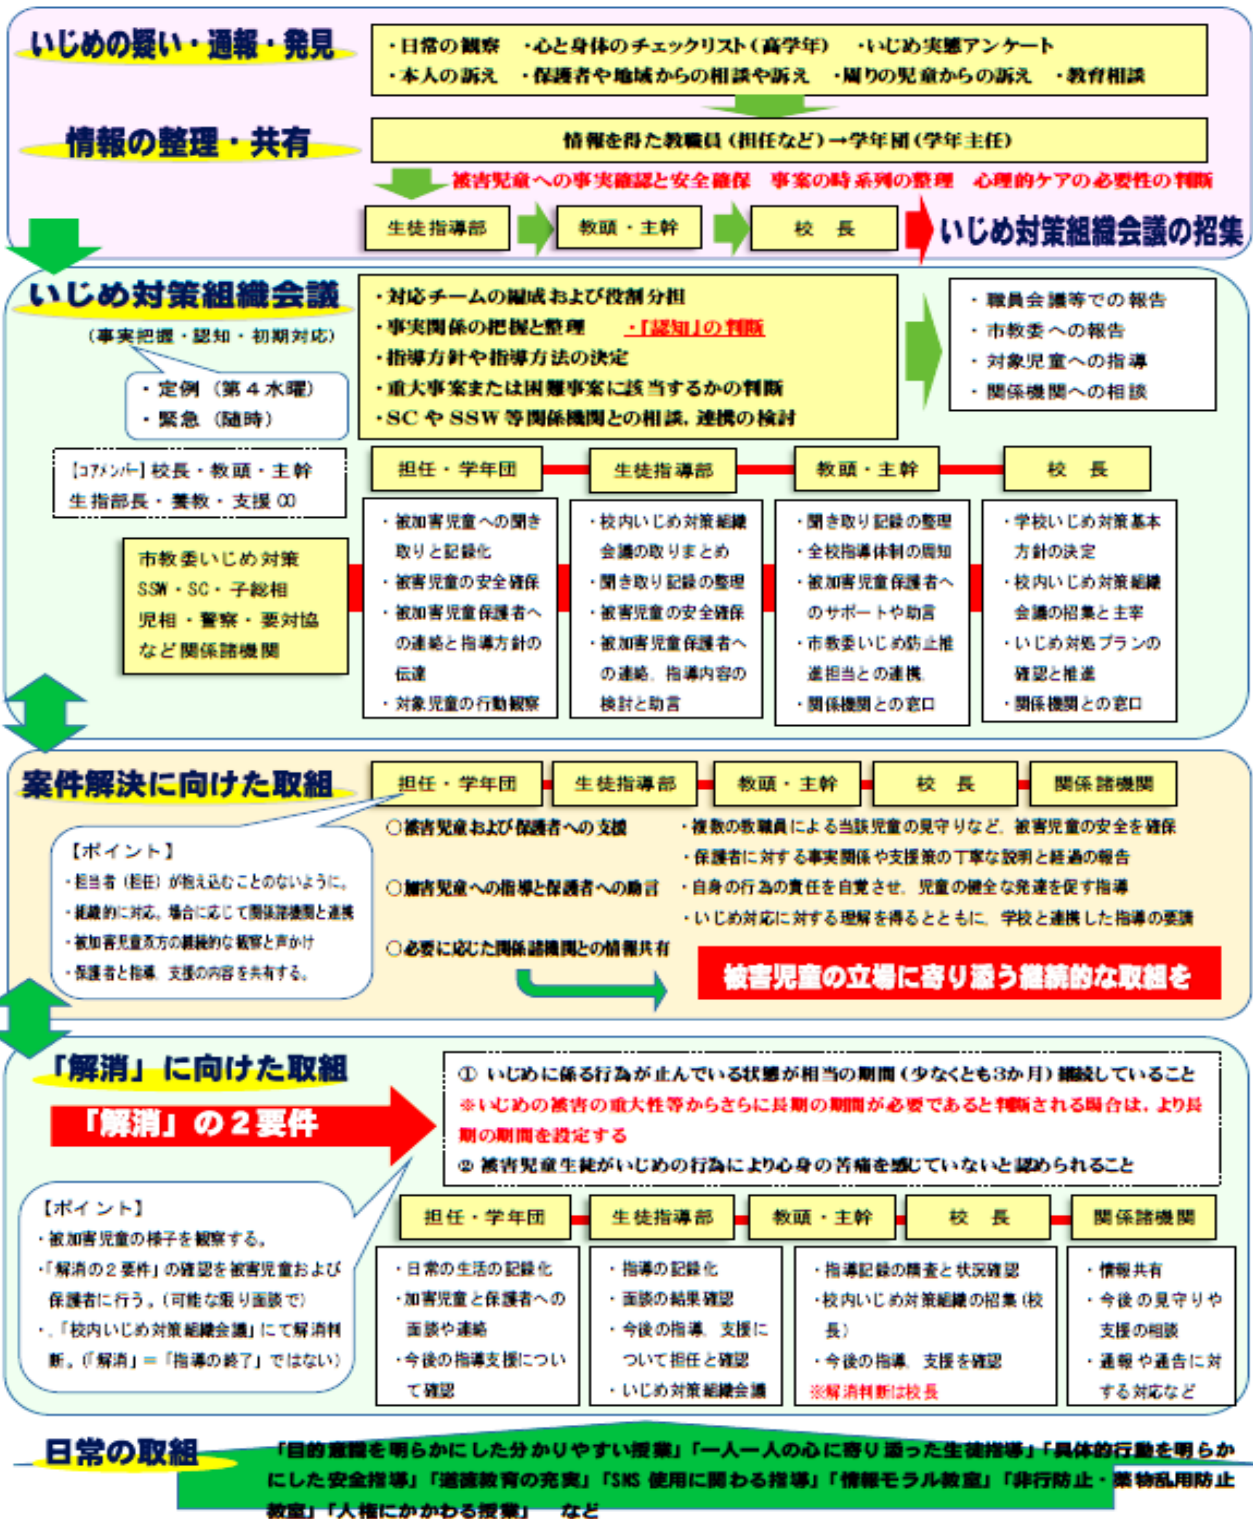 いじめの疑い・通報・発見
・日常の観察 ・心と身体のチェックリスト(高学年) ・いじめ実態アンケート
・本人の訴え ・保護者や地域からの相談や訴え ・周りの児童からの訴え ・教育相談
情報の整理・共有
情報を得た教職員(担任など)→学年団(学年主任)
被害児童への事実確認と安全確保 事案の時系列の整理 心理的ケアの必要性の判断
生徒指導部
教頭・主幹
校 長
いじめ対策組織会議の招集
いじめ対策組織会議
(事実把握・認知・初期対応)
・定例(第4水曜)
・緊急(随時)
・対応チームの編成および役割分担
・事実関係の把握と整理 ・「認知」の判断
・指導方針や指導方法の決定
・重大事案または困難事案に該当するかの判断
・SCやSSW等関係機関との相談,連携の検討
・職員会議等での報告
・市教委への報告
・対象児童への指導
・関係機関への相談
【コアメンバー】校長・教頭・主幹
生指部長・養教・支援CO
市教委いじめ対策
SSW・SC・子総相
児相・警察・要対協
など関係諸機関
担任・学年団
・被加害児童への聞き
取りと記録化
・被害児童の安全確保
・被加害児童保護者へ
の連絡と指導方針の
伝達
・対象児童の行動観察
生徒指導部
・校内いじめ対策組織
会議の取りまとめ
・聞き取り記録の整理
・被害児童の安全確保
・被加害児童保護者へ
の連絡,指導内容の
検討と助言
教頭・主幹
・聞き取り記録の整理
・全校指導体制の周知
・被加害児童保護者へ
のサポートや助言
・市教委いじめ防止推
進担当との連携,
・関係機関との窓口
校 長
・学校いじめ対策基本
方針の決定
・校内いじめ対策組織
会議の招集と主宰
・いじめ対処プランの
確認と推進
・関係機関との窓口
案件解決に向けた取組
担任・学年団
生徒指導部
教頭・主幹
校 長
関係諸機関
【ポイント】
・担当者(担任)が抱え込むことのないように。
・組織的に対応。場合に応じて関係諸機関と連携
・被加害児童双方の継続的な観察と声かけ
・保護者と指導,支援の内容を共有する。
○被害児童および保護者への支援
・複数の教職員による当該児童の見守りなど,被害児童の安全を確保
・保護者に対する事実関係や支援策の丁寧な説明と経過の報告
○加害児童への指導と保護者への助言
・自身の行為の責任を自覚させ,児童の健全な発達を促す指導
・いじめ対応に対する理解を得るとともに,学校と連携した指導の要請
○必要に応じた関係諸機関との情報共有
被害児童の立場に寄り添う継続的な取組を
「解消」に向けた取組
「解消」の2要件
① いじめに係る行為が止んでいる状態が相当の期間(少なくとも3か月)継続していること
※いじめの被害の重大性等からさらに長期の期間が必要であると判断される場合は,より長
期の期間を設定する
② 被害児童生徒がいじめの行為により心身の苦痛を感じていないと認められること
【ポイント】
・被加害児童の様子を観察する。
・「解消の2要件」の確認を被害児童および
保護者に行う。(可能な限り面談で)
・.「校内いじめ対策組織会議」にて解消判
断。(「解消」=「指導の終了」ではない)
担任・学年団
・日常の生活の記録化
・加害児童と保護者への
面談や連絡
・今後の指導支援につい
て確認
生徒指導部
・指導の記録化
・面談の結果確認
・今後の指導,支援に
ついて担任と確認
・いじめ対策組織会議
教頭・主幹
校 長
・指導記録の精査と状況確認
・校内いじめ対策組織の招集(校
長)
・今後の指導,支援を確認
※解消判断は校長
関係諸機関
・情報共有
・今後の見守りや
支援の相談
・通報や通告に対
する対応など
日常の取組
「目的意識を明らかにした分かりやすい授業」「一人一人の心に寄り添った生徒指導」「具体的行動を明らか
にした安全指導」「道徳教育の充実」「SNS 使用に関わる指導」「情報モラル教室」「非行防止・薬物乱用防止
教室」「人権にかかわる授業」 など